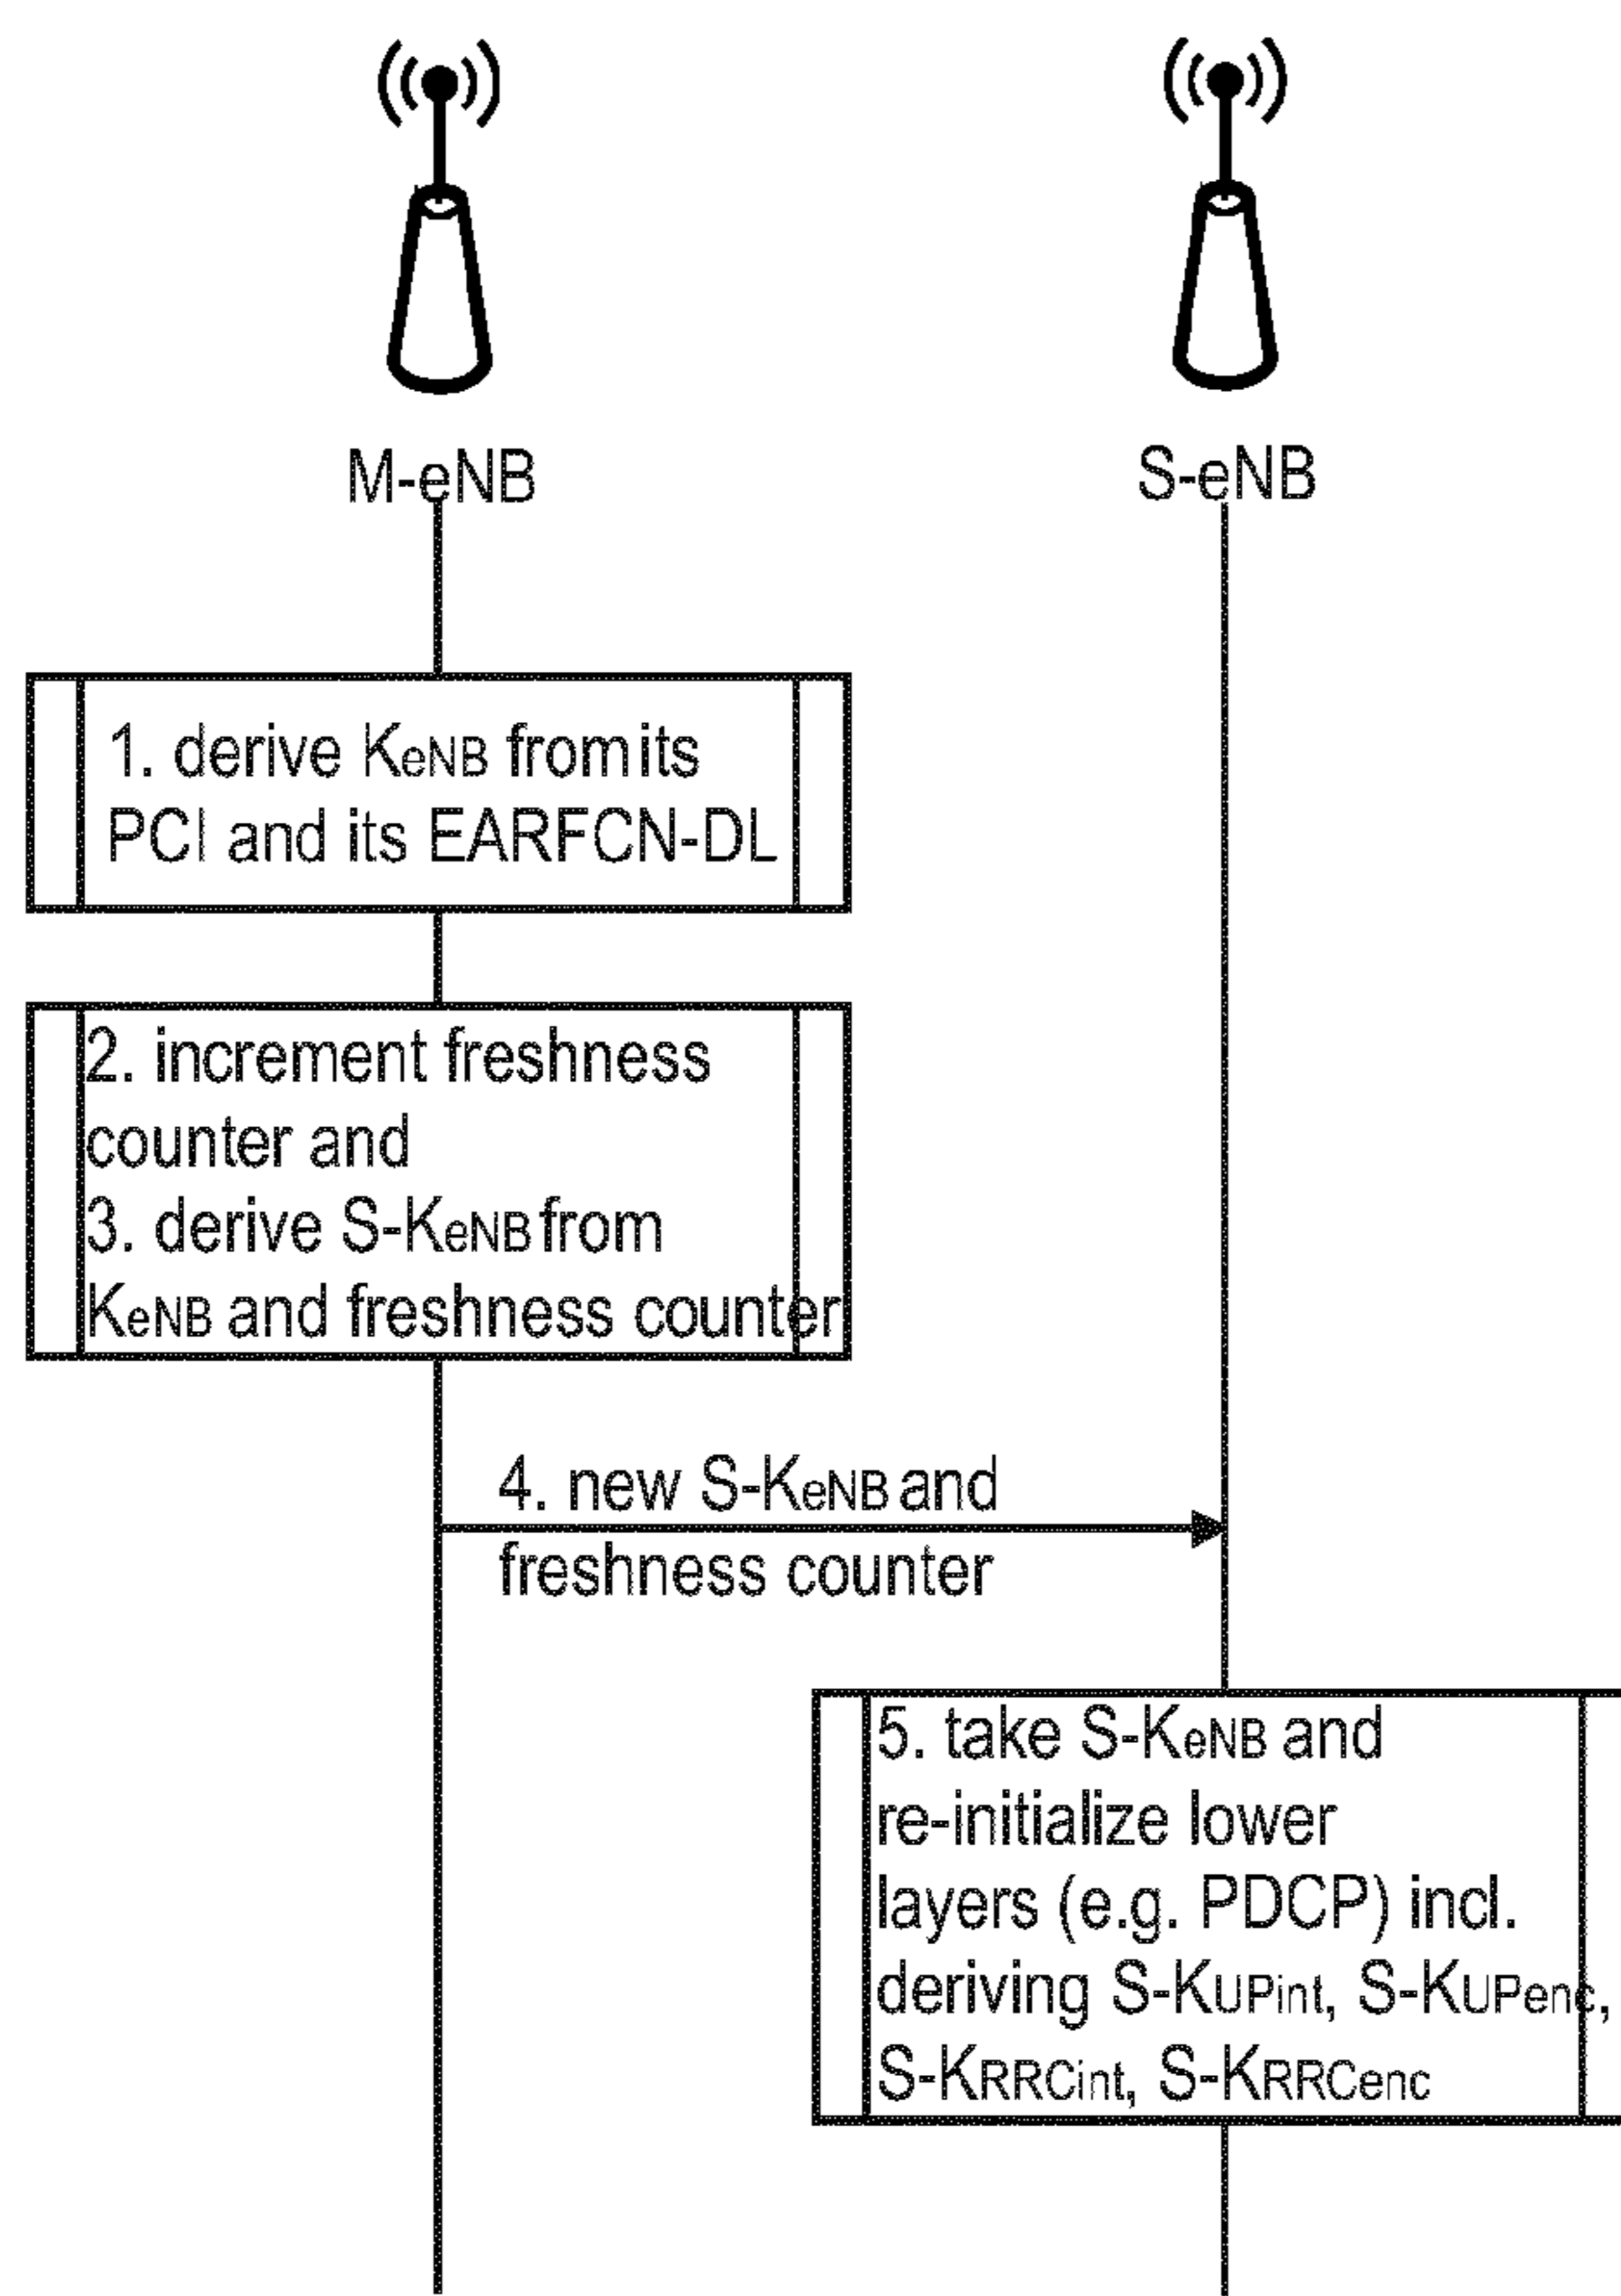 M-eNB
S-eNB
1. derive KeNB from its
PCI and its EARFCN-DL
2. increment freshness
counter and
3. derive S-KeNB from
KeNB and freshness counter
4. new S-KeNB and
freshness counter
5. take S-KeNB and
re-initialize lower
layers (e.g. PDCP) incl.
deriving S-KUPint, S-KUPenc,
S-KRRCint, S-KRRCenc